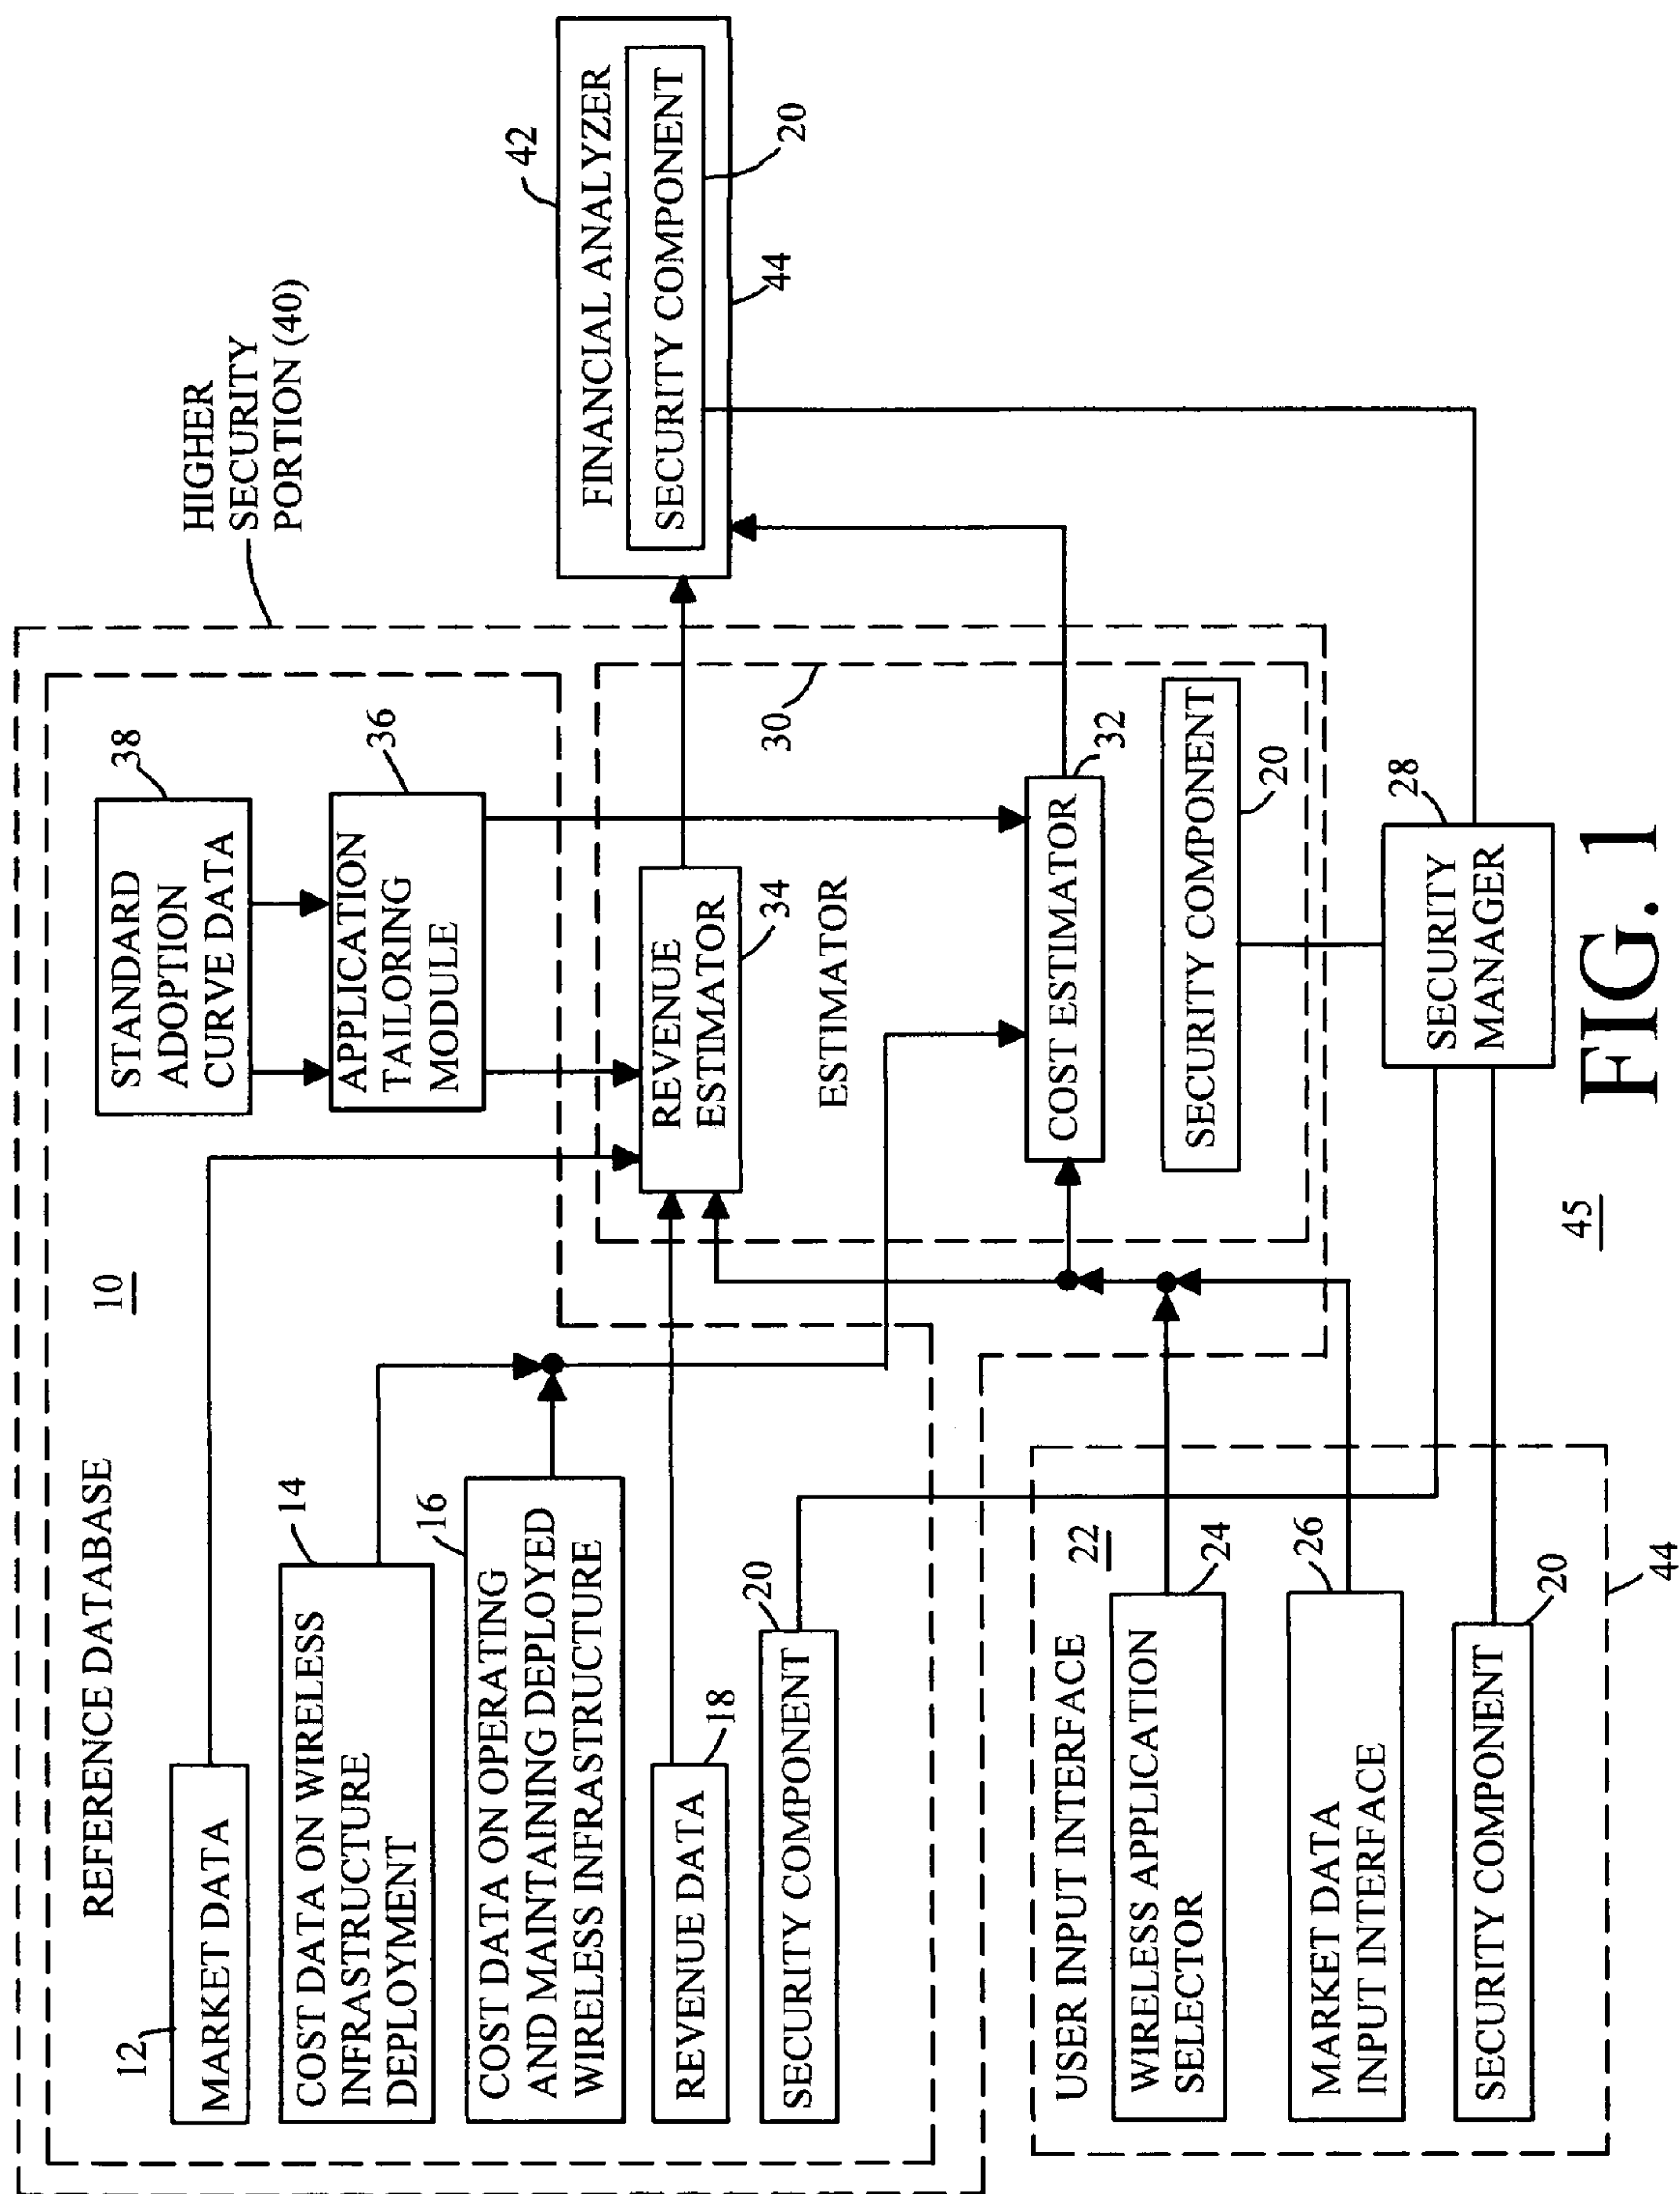 HIGHER
SECURITY
PORTION (40)
REFERENCE DATABASE
10
12
MARKET DATA
14
COST DATA ON WIRELESS
INFRASTRUCTURE
DEPLOYMENT
16
COST DATA ON OPERATING
AND MAINTAINING DEPLOYED
WIRELESS INFRASTRUCTURE
18
REVENUE DATA
20
SECURITY COMPONENT
38
STANDARD
ADOPTION
CURVE DATA
36
APPLICATION
TAILORING
MODULE
30
REVENUE
ESTIMATOR
34
ESTIMATOR
32
COST ESTIMATOR
SECURITY COMPONENT
20
42
FINANCIAL ANALYZER
SECURITY COMPONENT
20
44
USER INPUT INTERFACE
22
WIRELESS APPLICATION
SELECTOR
24
26
MARKET DATA
INPUT INTERFACE
SECURITY COMPONENT
20
44
28
SECURITY
MANAGER
45
FIG. 1